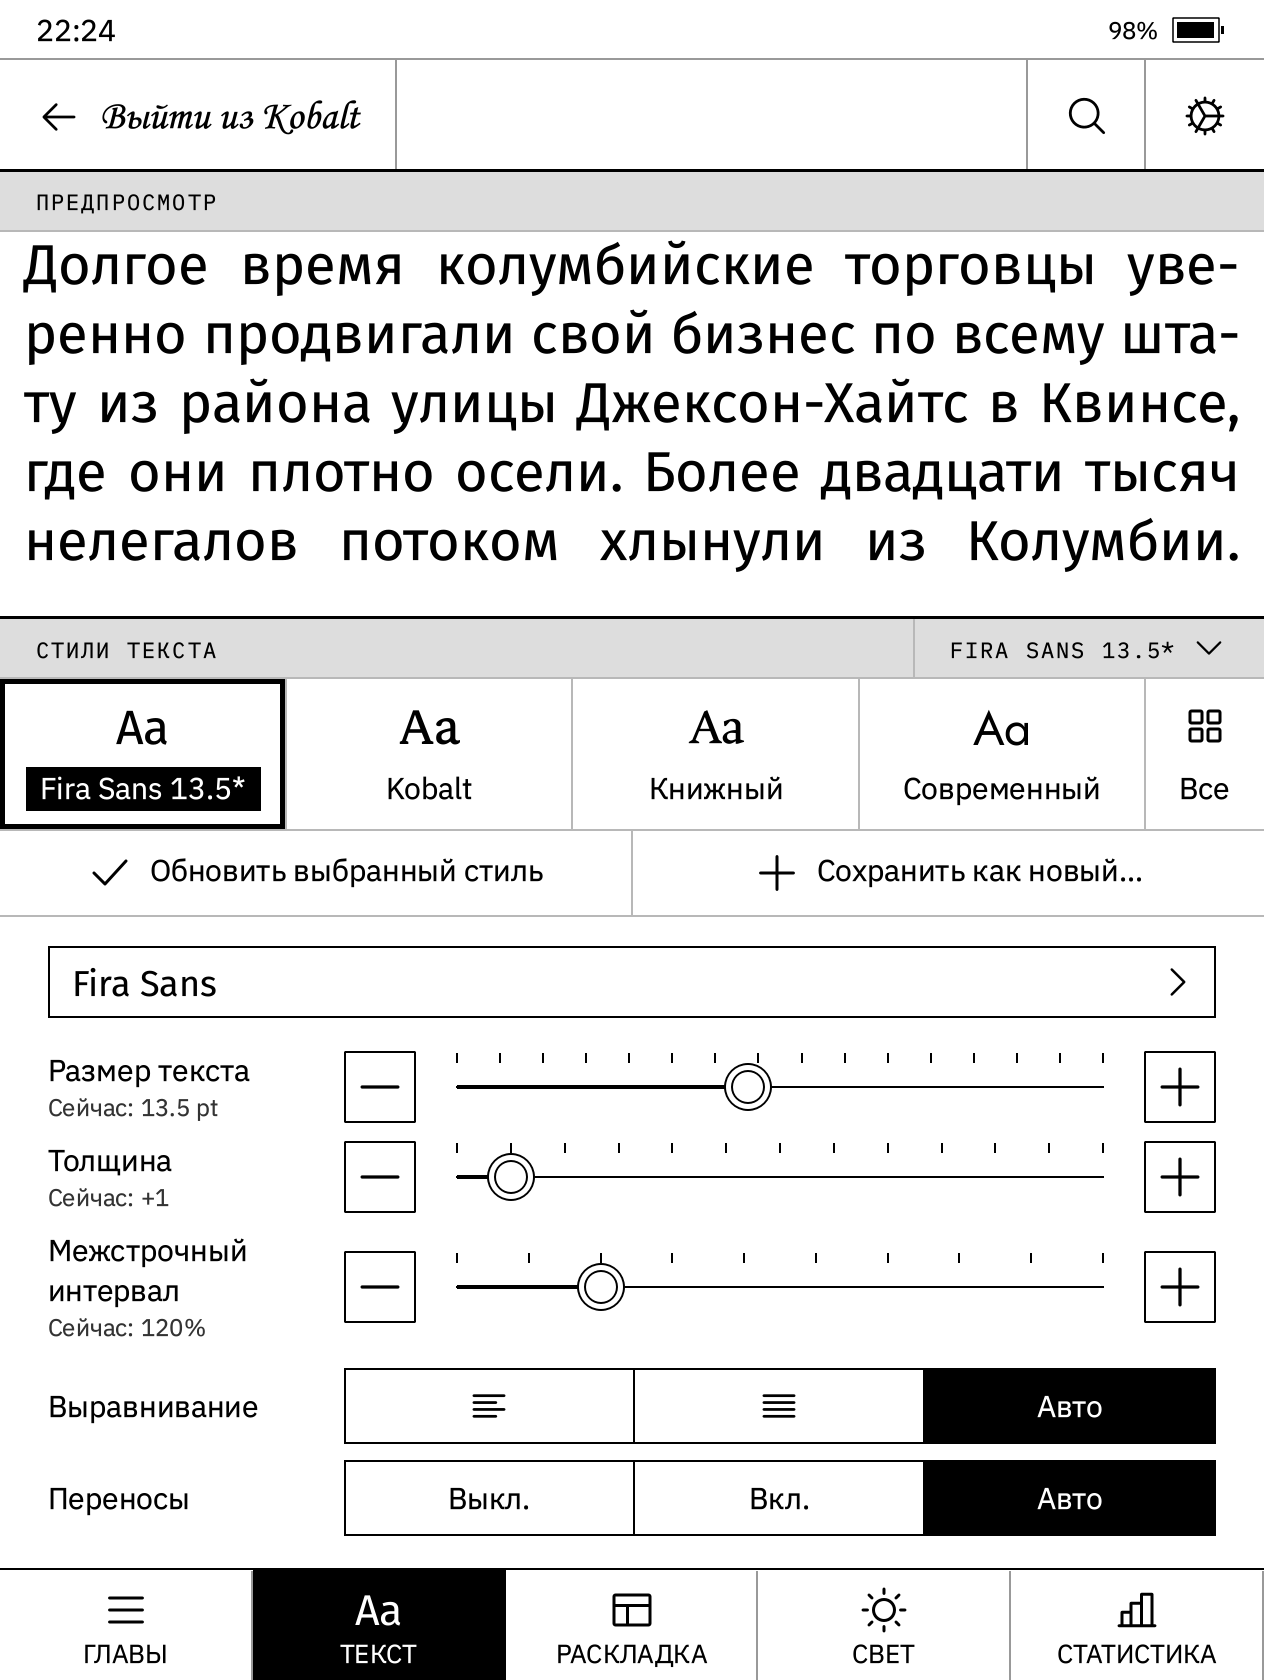 22:24
98%
Выйти из Kobalt
ПРЕДПРОСМОТР
Долгое время колумбийские торговцы уве-
ренно продвигали свой бизнес по всему шта-
ту из района улицы Джексон-Хайтс в Квинсе,
где они плотно осели. Более двадцати тысяч
нелегалов потоком хлынули из Колумбии.
СТИЛИ ТЕКСТА
FIRA SANS 13.5*
Aa
Fira Sans 13.5*
Aa
Kobalt
Aa
Книжный
Aa
Современный
Все
Обновить выбранный стиль
Сохранить как новый...
Fira Sans
Размер текста
Сейчас: 13.5 pt
Толщина
Сейчас: +1
Межстрочный
интервал
Сейчас: 120%
Выравнивание
Авто
Переносы
Выкл.
Вкл.
Авто
ГЛАВЫ
Aa
ТЕКСТ
РАСКЛАДКА
СВЕТ
СТАТИСТИКА